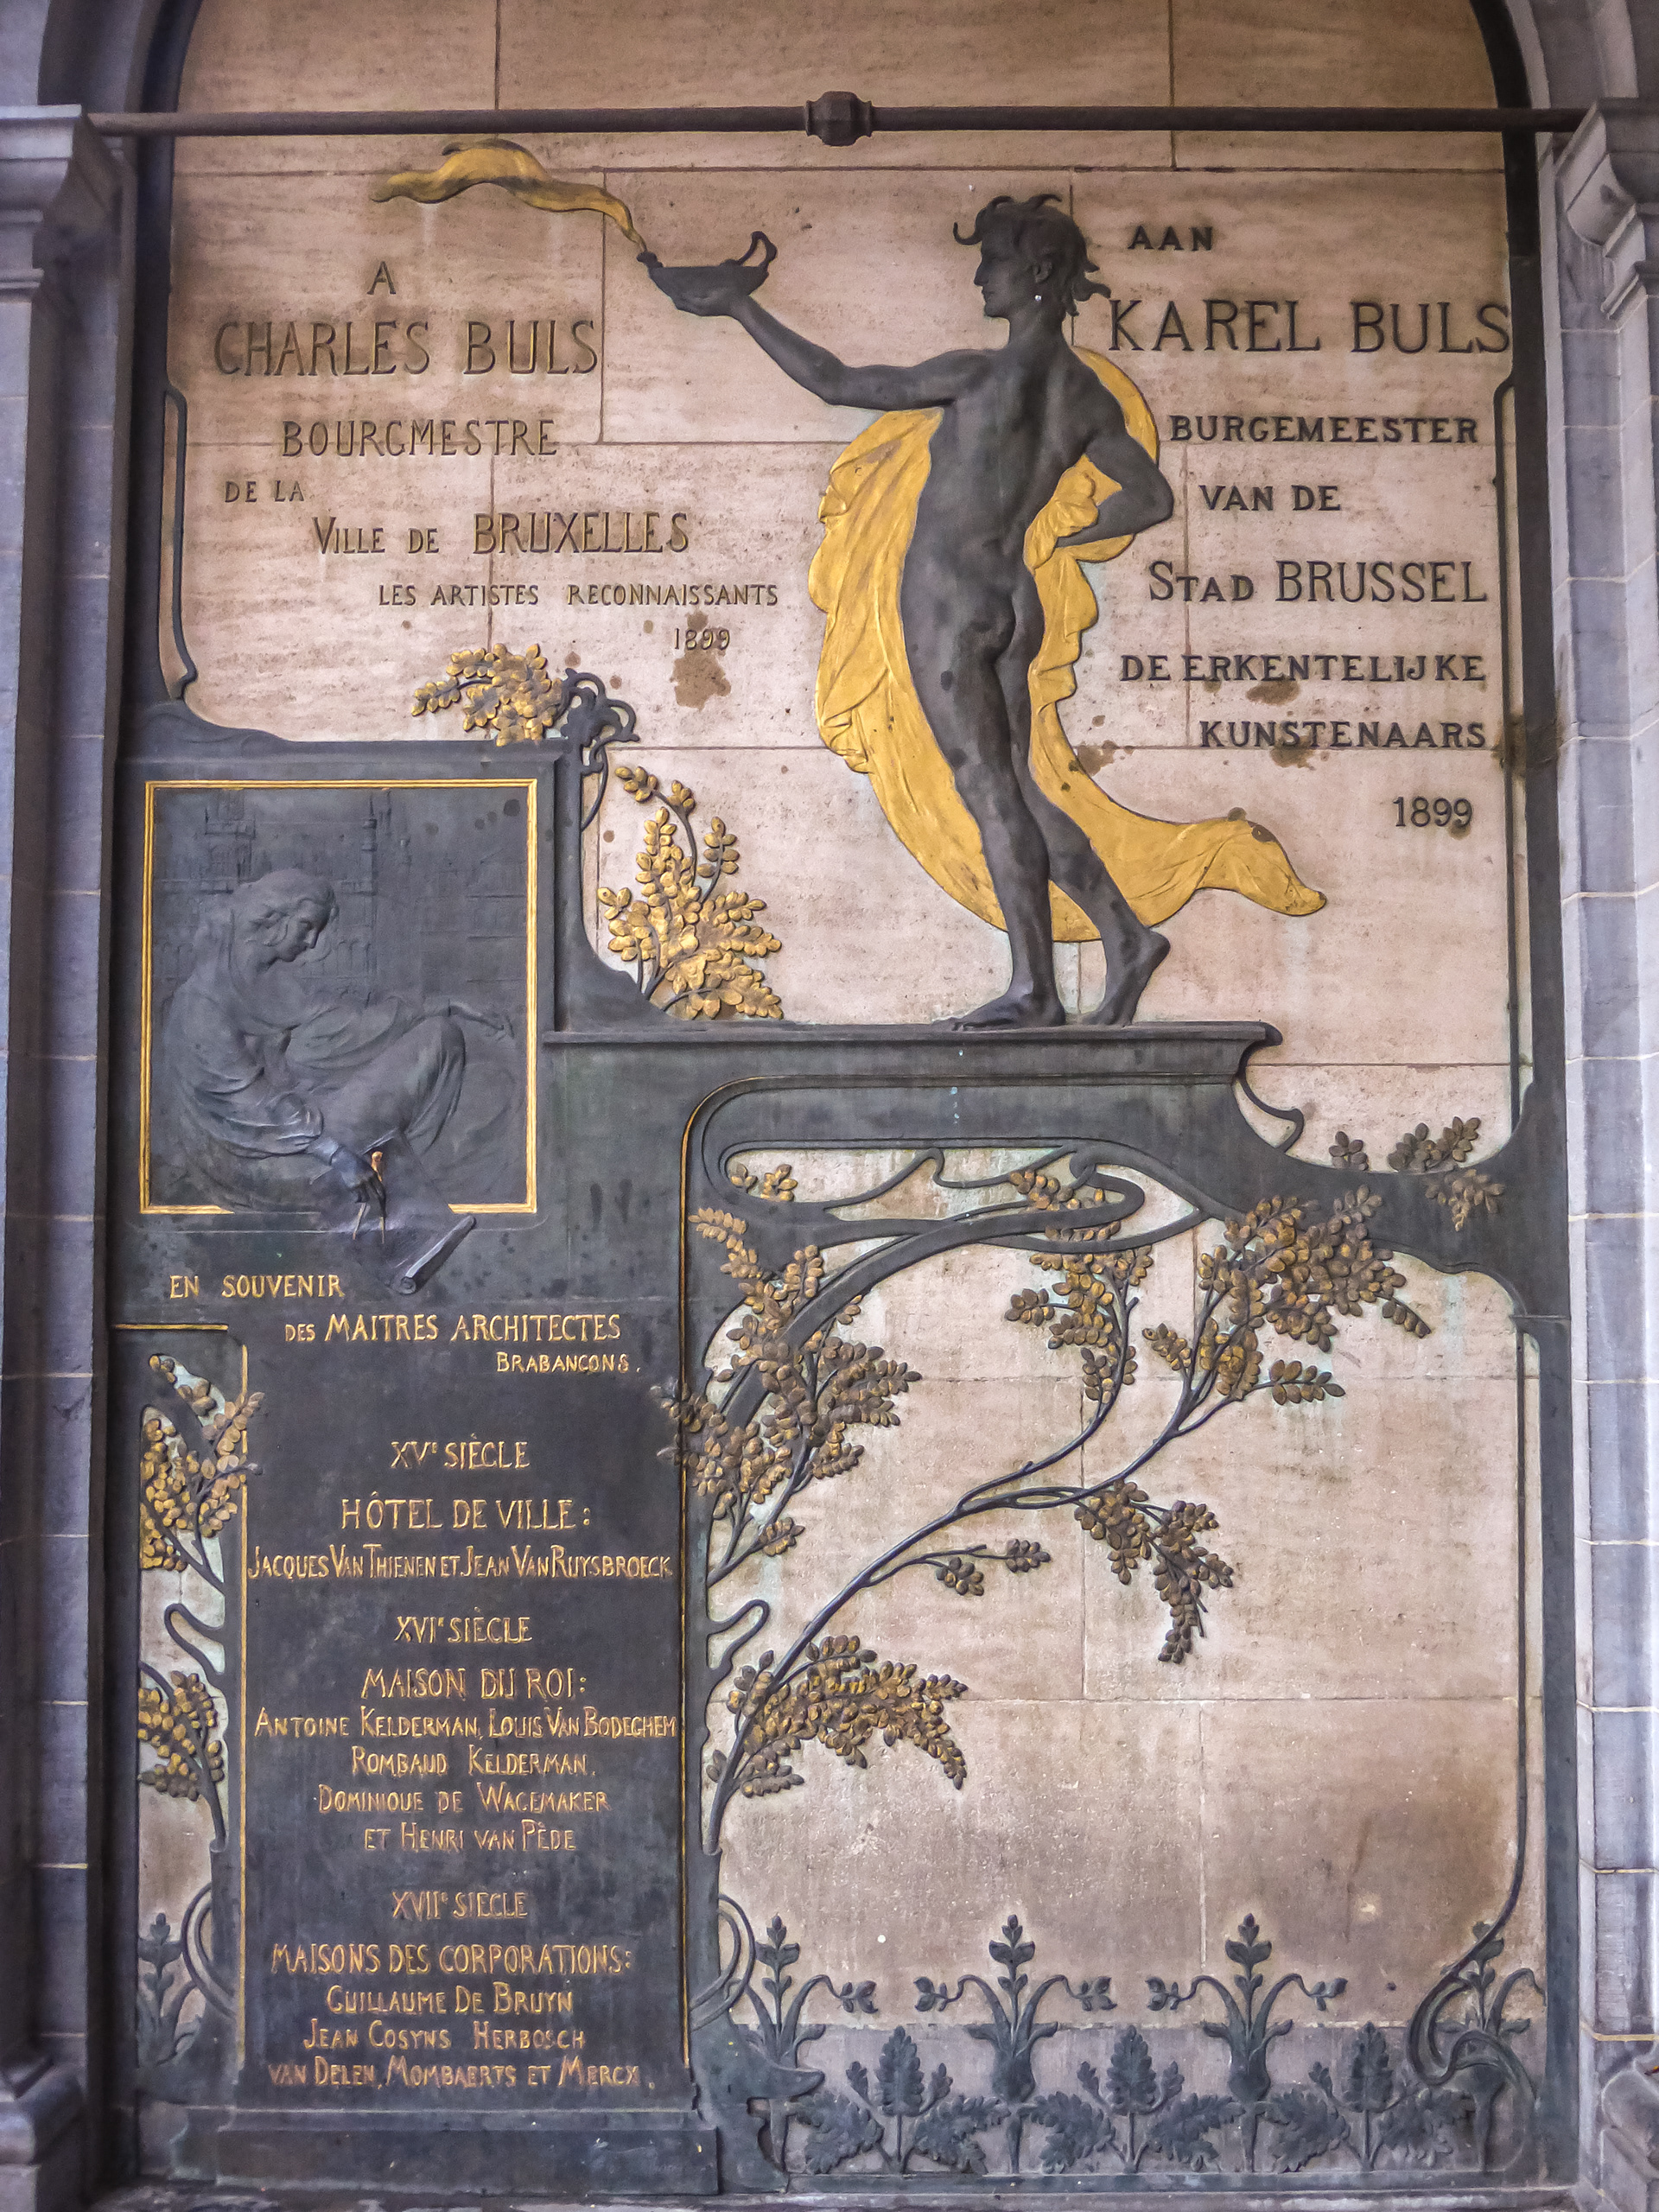 A
CHARLES BULS
BOURGMESTRE
DE LA
VILLE DE BRUXELLES
LES ARTISTES RECONNAISSANTS
1899
AAN
KAREL BULS
BURGEMEESTER
VAN DE
STAD BRUSSEL
DE ERKENTELIJKE
KUNSTENAARS
1899
EN SOUVENIR
DES MAITRES ARCHITECTES
BRABANÇONS.
XVᵉ SIÈCLE
HÔTEL DE VILLE:
JACQUES VAN THIENEN ET JEAN VAN RUYSBROECK
XVIᵉ SIÈCLE
MAISON DU ROI:
ANTOINE KELDERMAN, LOUIS VAN BODEGHEM
ROMBAUD KELDERMAN,
DOMINIQUE DE WAGEMAKER
ET HENRI VAN PÈDE
XVIIᵉ SIECLE
MAISONS DES CORPORATIONS:
GUILLAUME DE BRUYN
JEAN COSYNS HERBOSCH
VAN DELEN, MOMBAERTS ET MERCX.